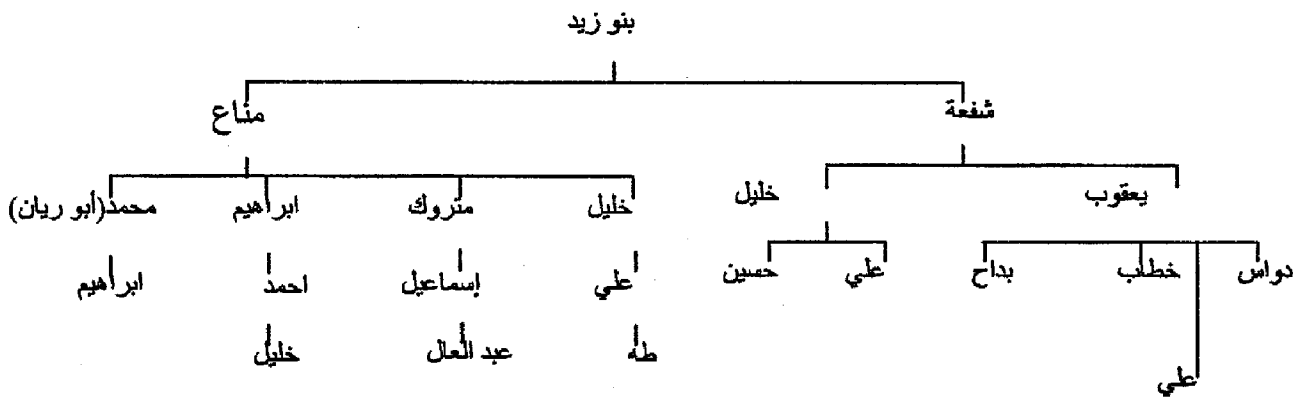 بنو زيد
شفعة
مناع
يعقوب
خليل
خليل
متروك
ابراهيم
محمد(أبو ريان)
دواس
خطاب
بداح
علي
حسين
علي
إسماعيل
احمد
ابراهيم
طه
عبد العال
خليل
علي